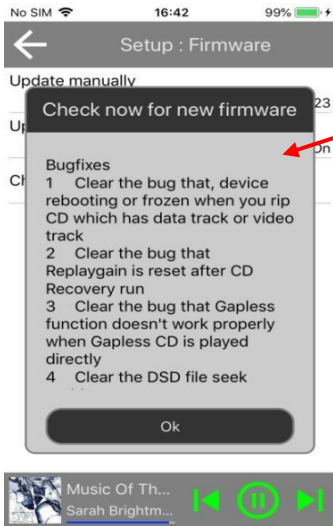 No SIM 16:42 99%
Setup : Firmware
Update manually
23
On
Check now for new firmware
Bugfixes
1 Clear the bug that, device
rebooting or frozen when you rip
CD which has data track or video
track
2 Clear the bug that
Replaygain is reset after CD
Recovery run
3 Clear the bug that Gapless
function doesn't work properly
when Gapless CD is played
directly
4 Clear the DSD file seek
Ok
Music Of Th...
Sarah Brightm...